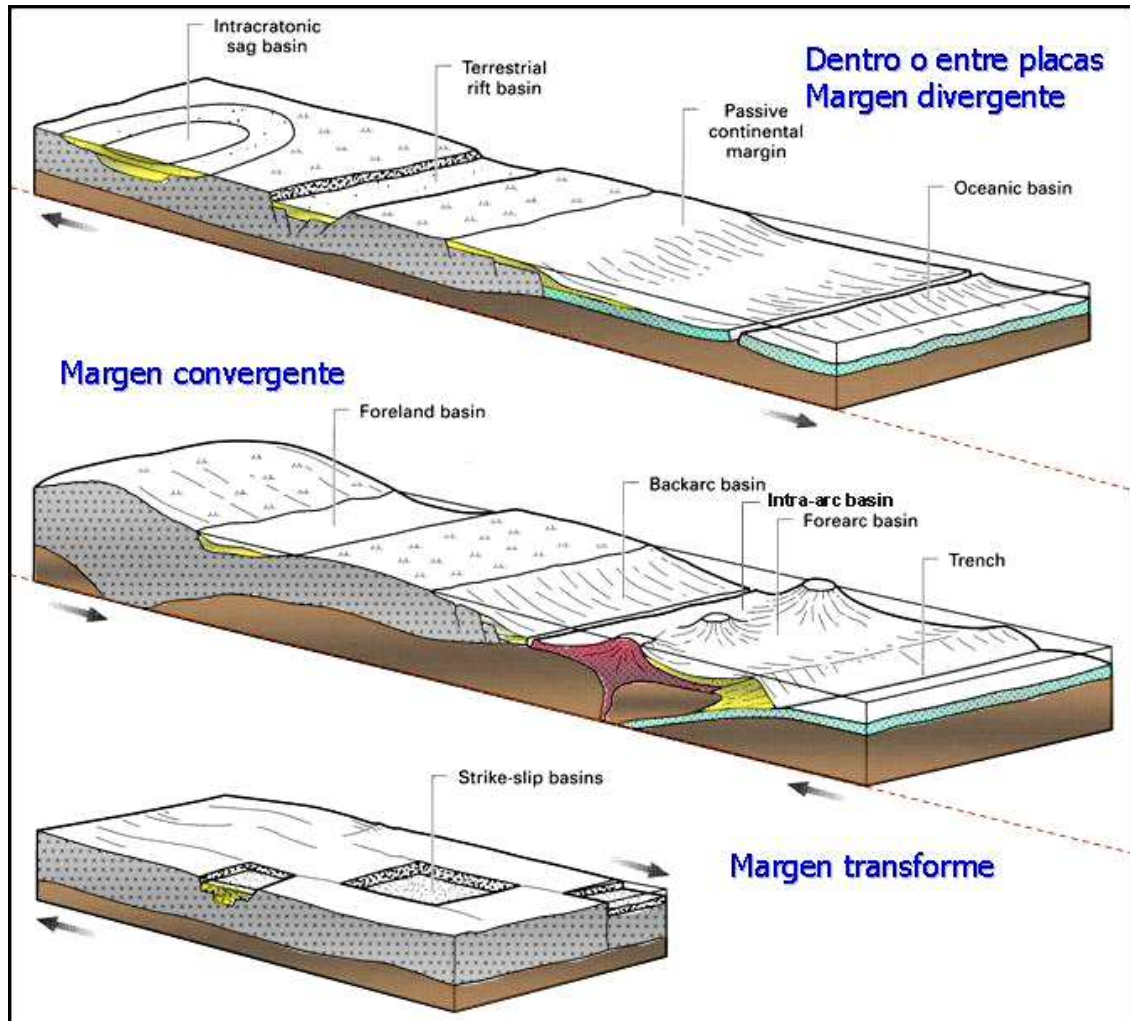 Intracratonic
sag basin
Terrestrial
rift basin
Dentro o entre placas
Margen divergente
Passive
continental
margin
Oceanic basin
Margen convergente
Foreland basin
Backarc basin
Intra-arc basin
Forearc basin
Trench
Strike-slip basins
Margen transforme